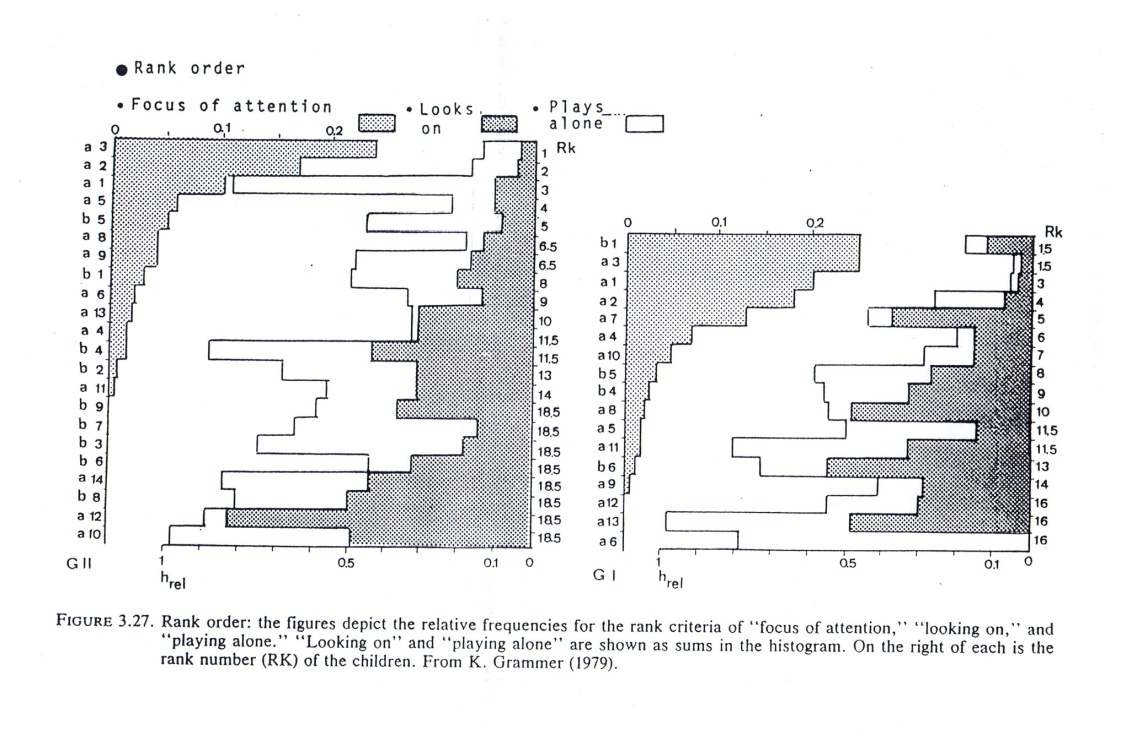 ● Rank order
• Focus of attention • Looks on • Plays alone
0 0,1 0,2
a 3 1 Rk
a 2 2
a 1 3
a 5 4
b 5 5
a 8 6.5
a 9 6.5
b 1 8
a 6 9
a 13 10
a 4 11.5
b 4 11.5
b 2 13
a 11 14
b 9 18.5
b 7 18,5
b 3 18.5
b 6 18.5
a 14 18.5
b 8 18.5
a 12 18.5
a 10 18.5
G II 1 0.5 0.1 0
hrel
0 0,1 0,2 Rk
b 1 1.5
a 3 1.5
a 1 3
a 2 4
a 7 5
a 4 6
a 10 7
b 5 8
b 4 9
a 8 10
a 5 11.5
a 11 11.5
b 6 13
a 9 14
a 12 16
a 13 16
a 6 16
G I 1 0.5 0.1 0
hrel
FIGURE 3.27. Rank order: the figures depict the relative frequencies for the rank criteria of “focus of attention,” “looking on,” and
“playing alone.” “Looking on” and “playing alone” are shown as sums in the histogram. On the right of each is the
rank number (RK) of the children. From K. Grammer (1979).